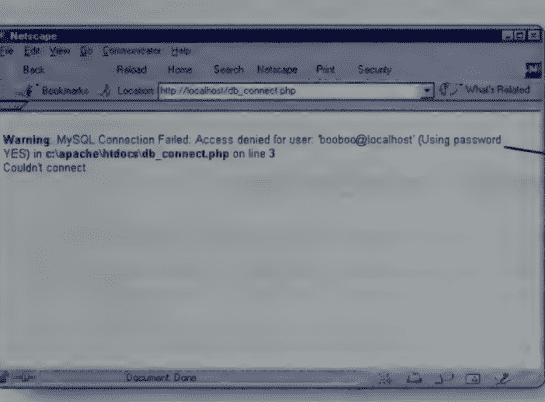 Netscape
File Edit View Go Communicator Help
Back Reload Home Search Netscape Print Security
Bookmarks Location http://localhost/db_connect.php What's Related
Warning: MySQL Connection Failed: Access denied for user: 'booboo@localhost' (Using password
YES) in c:\apache\htdocs\db_connect.php on line 3
Couldn't connect
Document: Done